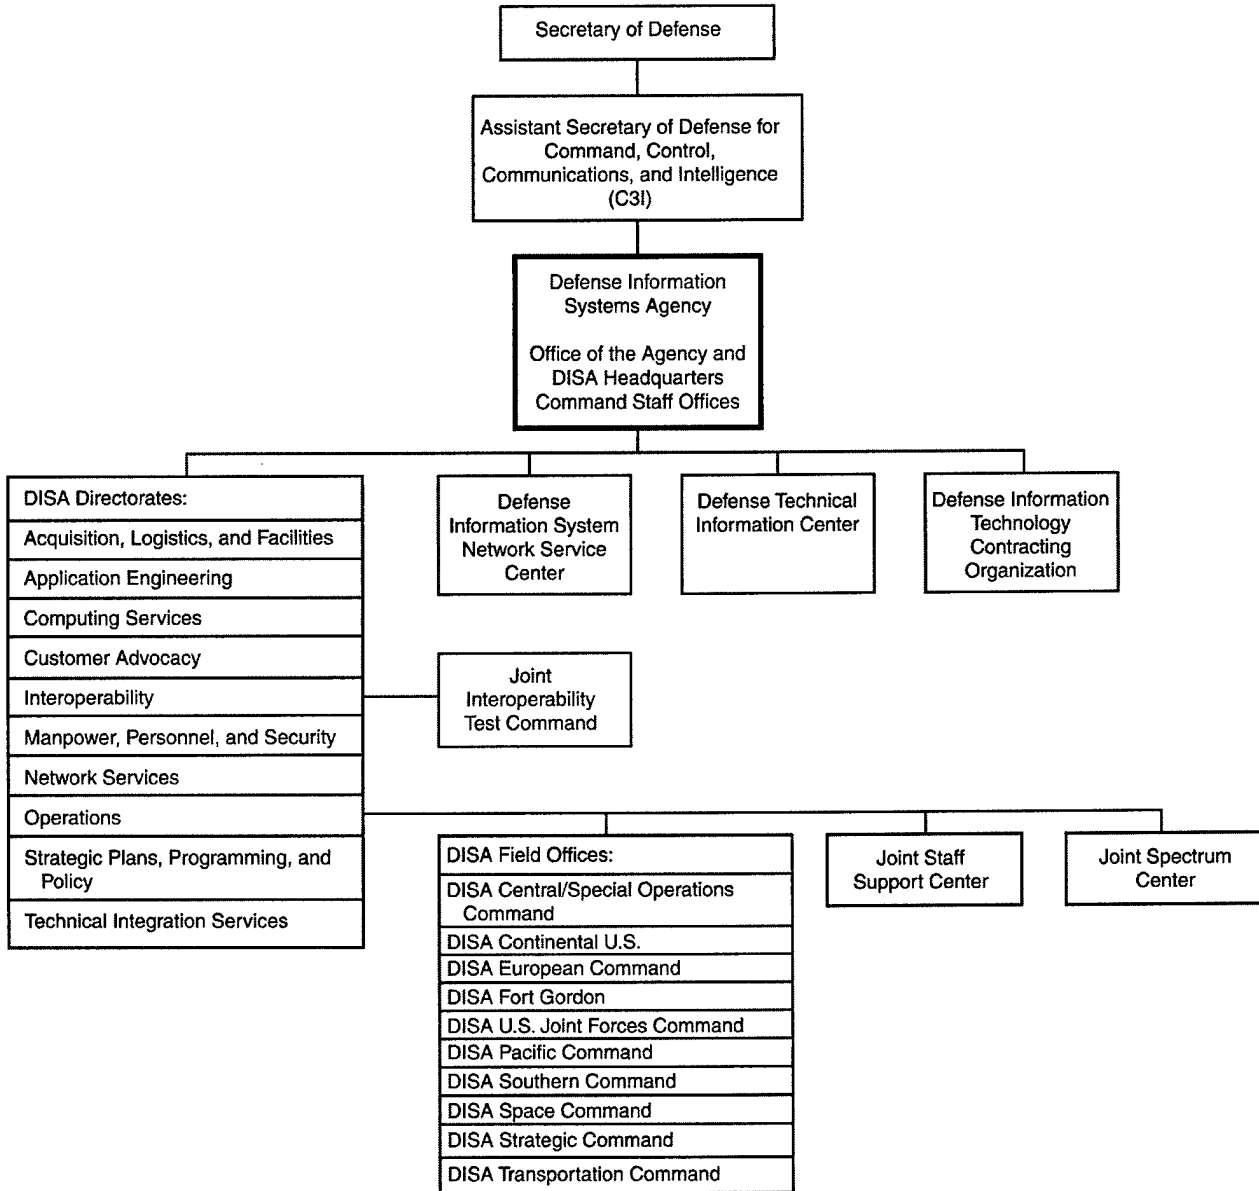 Secretary of Defense
Assistant Secretary of Defense for
Command, Control,
Communications, and Intelligence
(C3I)
Defense Information
Systems Agency
Office of the Agency and
DISA Headquarters
Command Staff Offices
DISA Directorates:
Acquisition, Logistics, and Facilities
Application Engineering
Computing Services
Customer Advocacy
Interoperability
Manpower, Personnel, and Security
Network Services
Operations
Strategic Plans, Programming, and
Policy
Technical Integration Services
Defense
Information System
Network Service
Center
Defense Technical
Information Center
Defense Information
Technology
Contracting
Organization
Joint
Interoperability
Test Command
DISA Field Offices:
DISA Central/Special Operations
Command
DISA Continental U.S.
DISA European Command
DISA Fort Gordon
DISA U.S. Joint Forces Command
DISA Pacific Command
DISA Southern Command
DISA Space Command
DISA Strategic Command
DISA Transportation Command
Joint Staff
Support Center
Joint Spectrum
Center